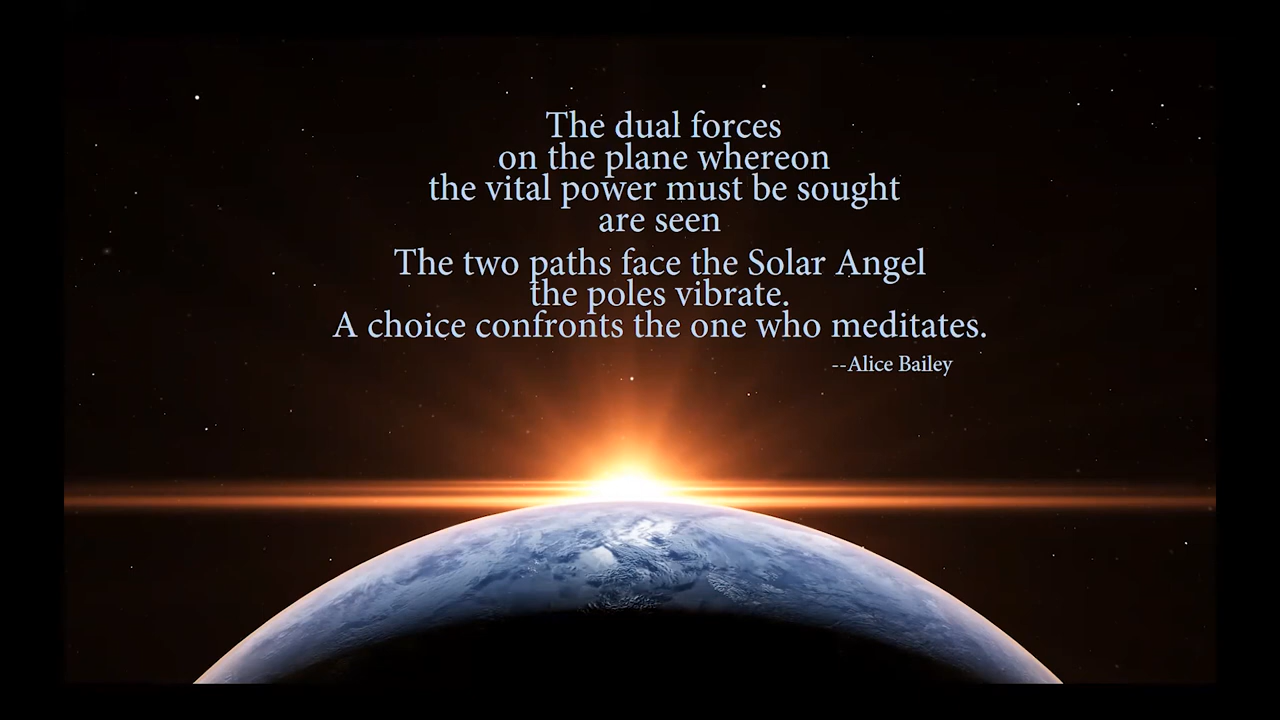 The dual forces
on the plane whereon
the vital power must be sought
are seen
The two paths face the Solar Angel
the poles vibrate.
A choice confronts the one who meditates.
--Alice Bailey